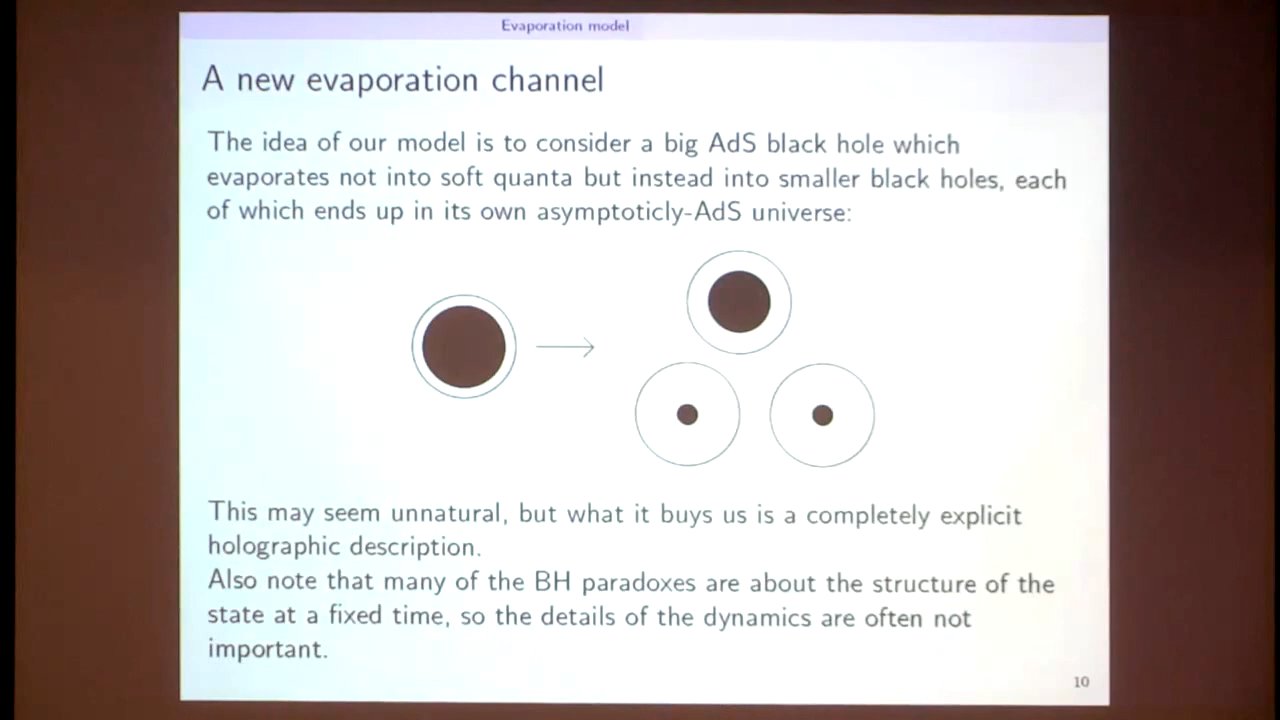 Evaporation model
A new evaporation channel
The idea of our model is to consider a big AdS black hole which
evaporates not into soft quanta but instead into smaller black holes, each
of which ends up in its own asymptoticly-AdS universe:
This may seem unnatural, but what it buys us is a completely explicit
holographic description.
Also note that many of the BH paradoxes are about the structure of the
state at a fixed time, so the details of the dynamics are often not
important.
10